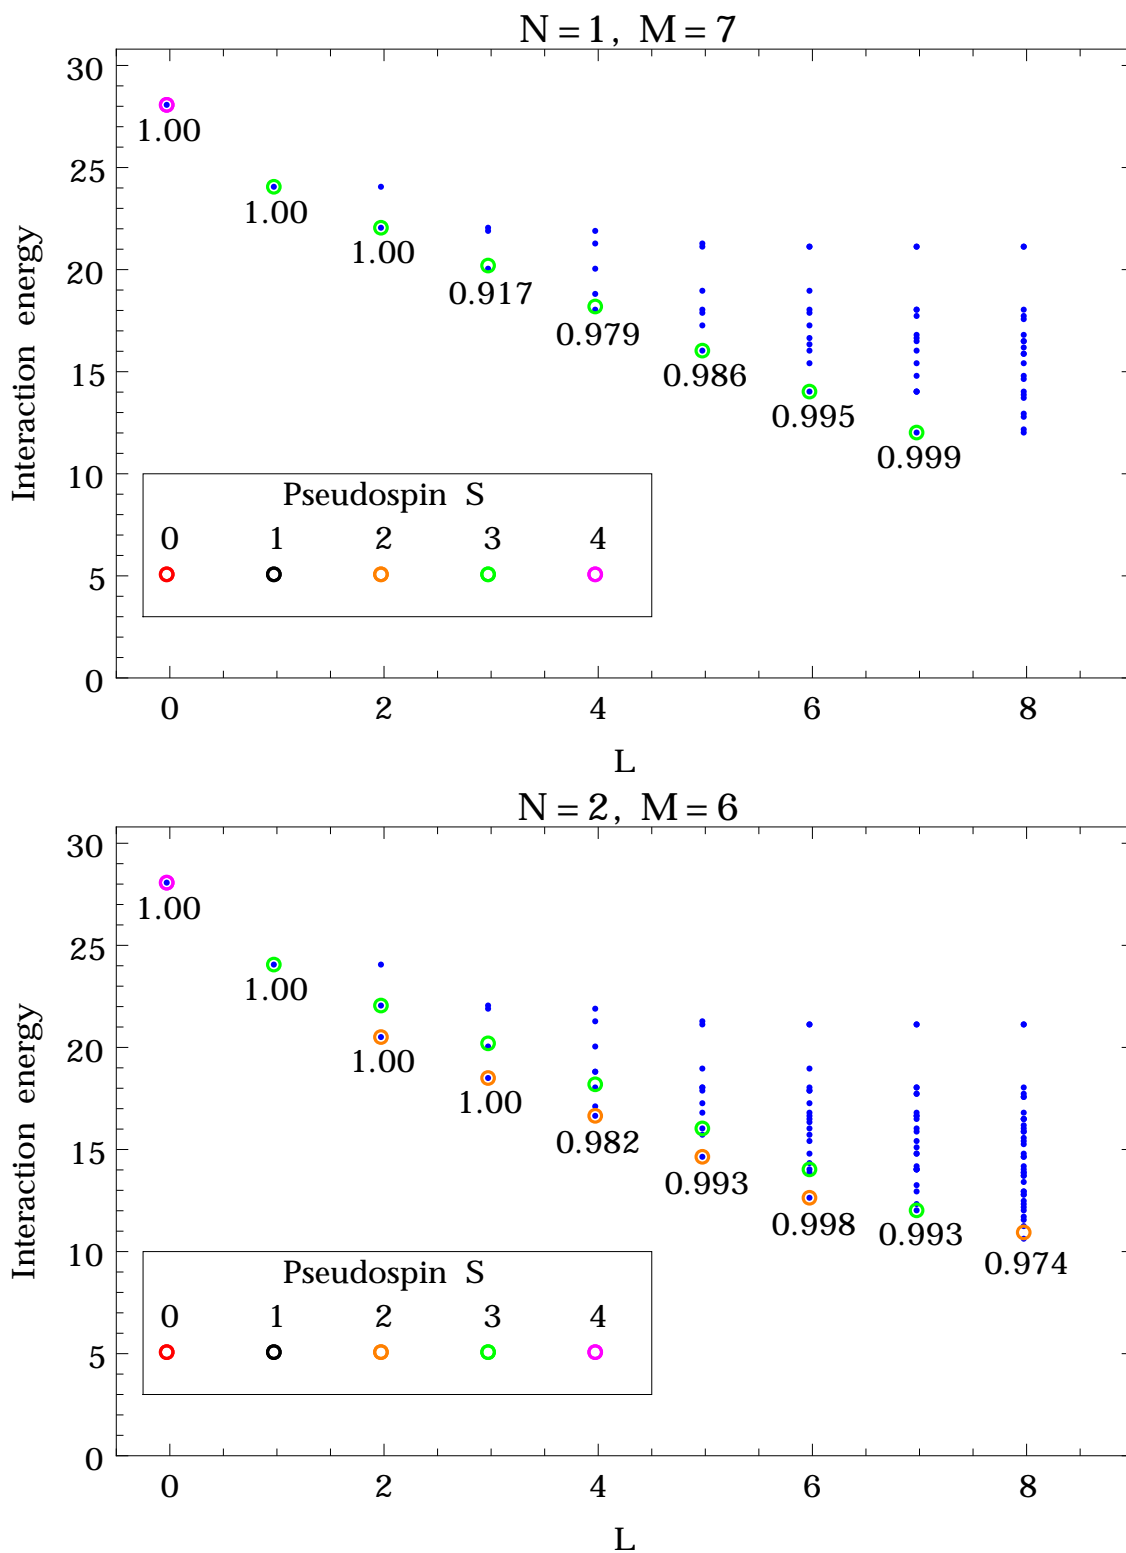 N = 1, M = 7
30
1.00
25
1.00
1.00
20
0.917
0.979
15
0.986
0.995
0.999
10
Pseudospin S
0 1 2 3 4
5
0
0 2 4 6 8
Interaction energy
L
N = 2, M = 6
30
1.00
25
1.00
20
1.00
1.00
0.982
15
0.993
0.998
0.993
0.974
10
Pseudospin S
0 1 2 3 4
5
0
0 2 4 6 8
Interaction energy
L